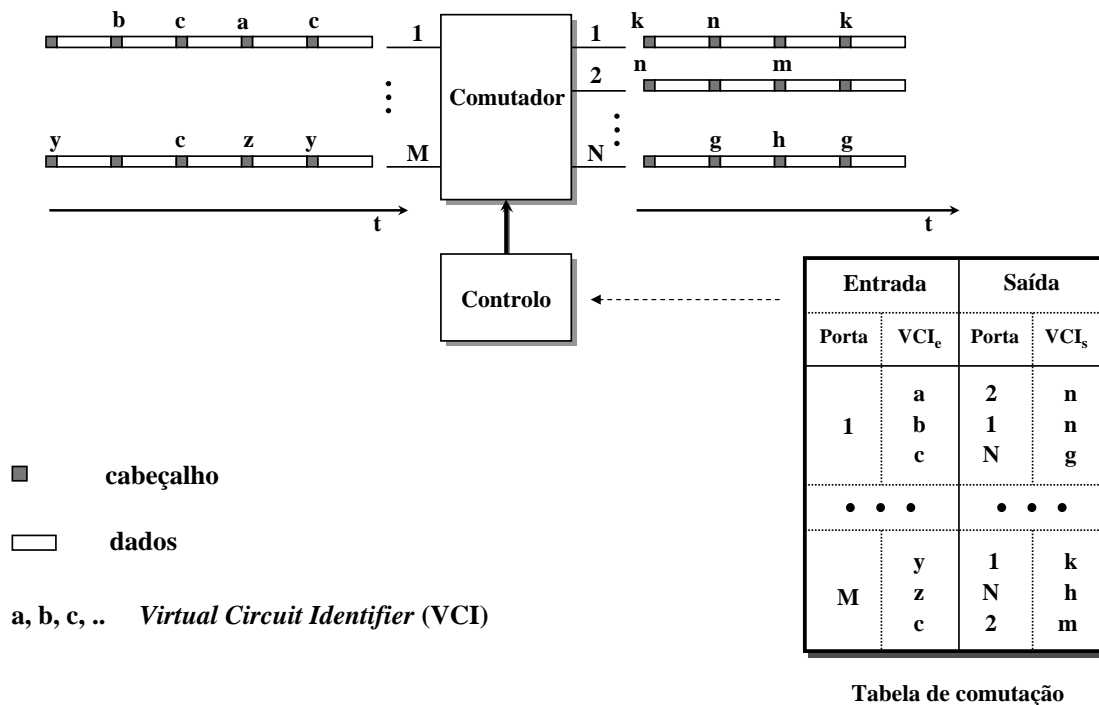 b c a c
1
y c z y
M
t
Comutador
1
2
N
k n k
n m
g h g
t
Controlo
Entrada Saída
Porta VCIe Porta VCIs
1
a 2 n
b 1 n
c N g
M
y 1 k
z N h
c 2 m
Tabela de comutação
cabeçalho
dados
a, b, c, .. Virtual Circuit Identifier (VCI)